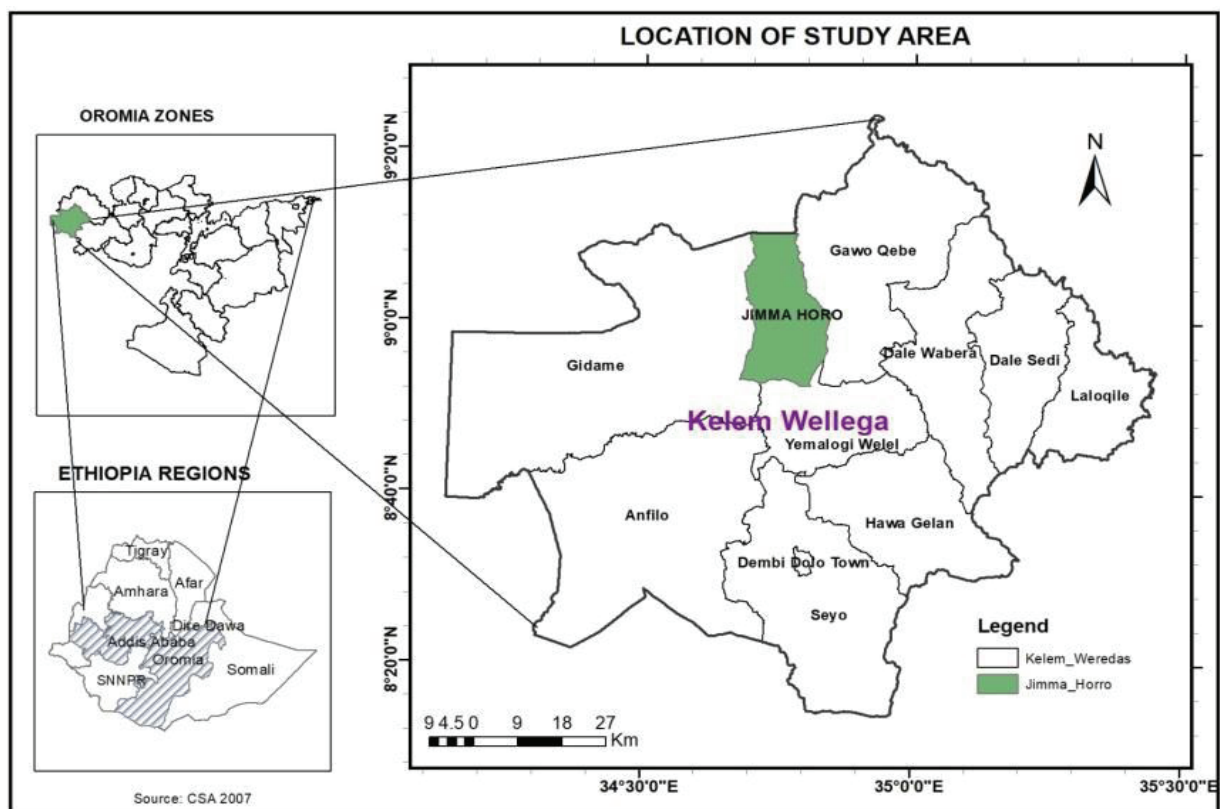 LOCATION OF STUDY AREA
OROMIA ZONES
ETHIOPIA REGIONS
Tigray
Amhara
Afar
Dire Dawa
Addis Ababa
Oromia
Somali
SNNPR
Source: CSA 2007
9°20'0"N
9°0'0"N
8°40'0"N
8°20'0"N
N
Gawo Qebe
JIMMA HORO
Gidame
Dale Wabera
Dale Sedi
Laloqile
Kelem Wellega
Yemalogi Welel
Anfilo
Hawa Gelan
Dembi Dolo Town
Seyo
Legend
Kelem_Weredas
Jimma_Horro
9 4.5 0 9 18 27
Km
34°30'0"E
35°0'0"E
35°30'0"E